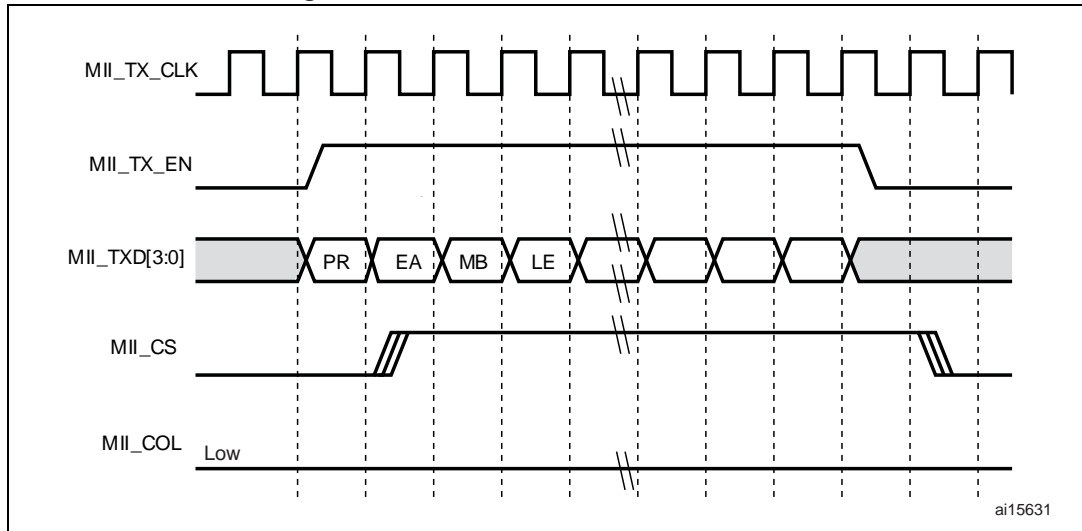 MII_TX_CLK
MII_TX_EN
MII_TXD[3:0] PR EA MB LE
MII_CS
MII_COL Low
ai15631